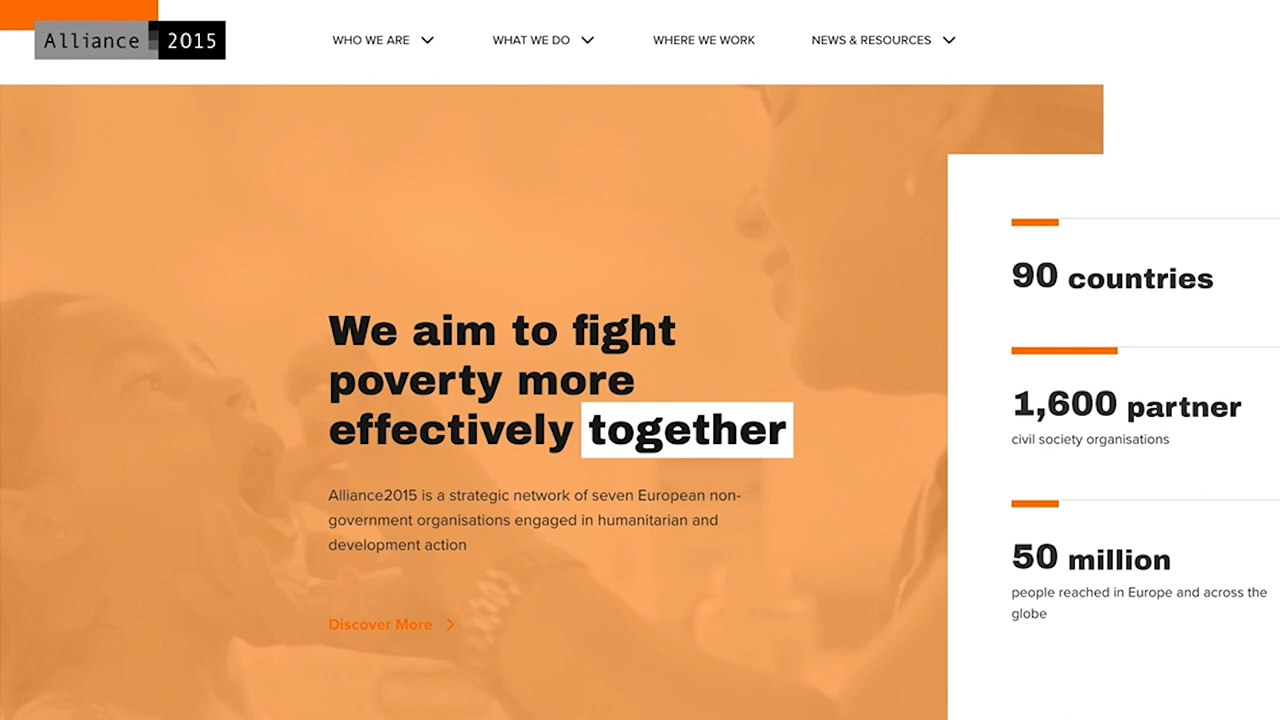 Alliance 2015
WHO WE ARE
WHAT WE DO
WHERE WE WORK
NEWS & RESOURCES
We aim to fight
poverty more
effectively together
Alliance2015 is a strategic network of seven European non-
government organisations engaged in humanitarian and
development action
Discover More
90 countries
1,600 partner
civil society organisations
50 million
people reached in Europe and across the
globe